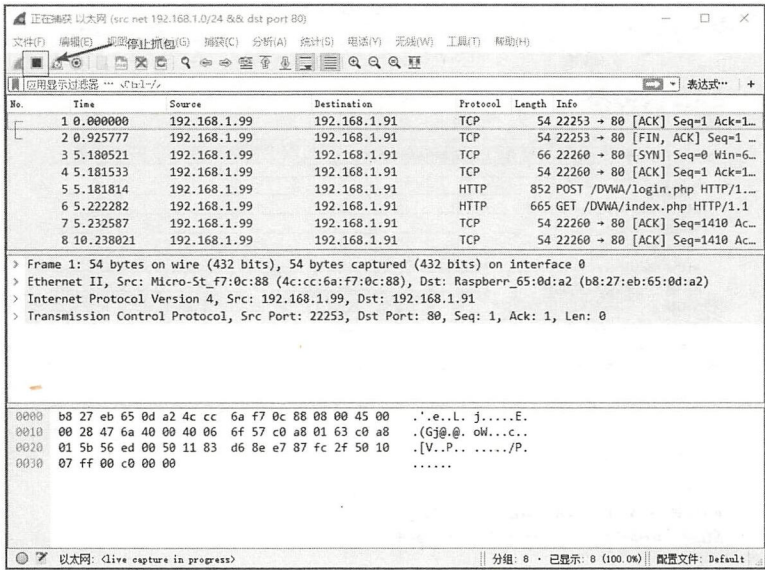 正在捕获 以太网 (src net 192.168.1.0/24 && dst port 80)
文件(F) 编辑(E) 视图 停止抓包(G) 捕获(C) 分析(A) 统计(S) 电话(Y) 无线(W) 工具(T) 帮助(H)
应用显示过滤器 … <Ctrl-/> 表达式… +
No. Time Source Destination Protocol Length Info
1 0.000000 192.168.1.99 192.168.1.91 TCP 54 22253 → 80 [ACK] Seq=1 Ack=1…
2 0.925777 192.168.1.99 192.168.1.91 TCP 54 22253 → 80 [FIN, ACK] Seq=1 …
3 5.180521 192.168.1.99 192.168.1.91 TCP 66 22260 → 80 [SYN] Seq=0 Win=6…
4 5.181533 192.168.1.99 192.168.1.91 TCP 54 22260 → 80 [ACK] Seq=1 Ack=1…
5 5.181814 192.168.1.99 192.168.1.91 HTTP 852 POST /DVWA/login.php HTTP/1.…
6 5.222282 192.168.1.99 192.168.1.91 HTTP 665 GET /DVWA/index.php HTTP/1.1
7 5.232587 192.168.1.99 192.168.1.91 TCP 54 22260 → 80 [ACK] Seq=1410 Ac…
8 10.238021 192.168.1.99 192.168.1.91 TCP 54 22260 → 80 [ACK] Seq=1410 Ac…
> Frame 1: 54 bytes on wire (432 bits), 54 bytes captured (432 bits) on interface 0
> Ethernet II, Src: Micro-St_f7:0c:88 (4c:cc:6a:f7:0c:88), Dst: Raspberr_65:0d:a2 (b8:27:eb:65:0d:a2)
> Internet Protocol Version 4, Src: 192.168.1.99, Dst: 192.168.1.91
> Transmission Control Protocol, Src Port: 22253, Dst Port: 80, Seq: 1, Ack: 1, Len: 0
0000 b8 27 eb 65 0d a2 4c cc 6a f7 0c 88 08 00 45 00 .'.e..L. j.....E.
0010 00 28 47 6a 40 00 40 06 6f 57 c0 a8 01 63 c0 a8 .(Gj@.@. oW...c..
0020 01 5b 56 ed 00 50 11 83 d6 8e e7 87 fc 2f 50 10 .[V..P.. ...../P.
0030 07 ff 00 c0 00 00 ......
以太网: <live capture in progress> 分组: 8 · 已显示: 8 (100.0%) 配置文件: Default